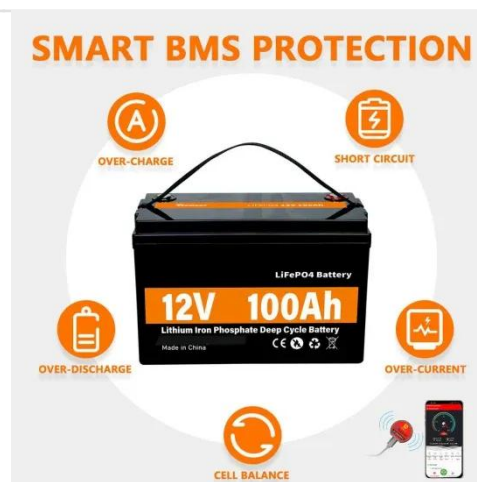 SMART BMS PROTECTION
OVER-CHARGE
SHORT CIRCUIT
LiFePO4 Battery
12V 100Ah
Lithium Iron Phosphate Deep Cycle Battery
Made in China
CE
OVER-DISCHARGE
OVER-CURRENT
CELL BALANCE